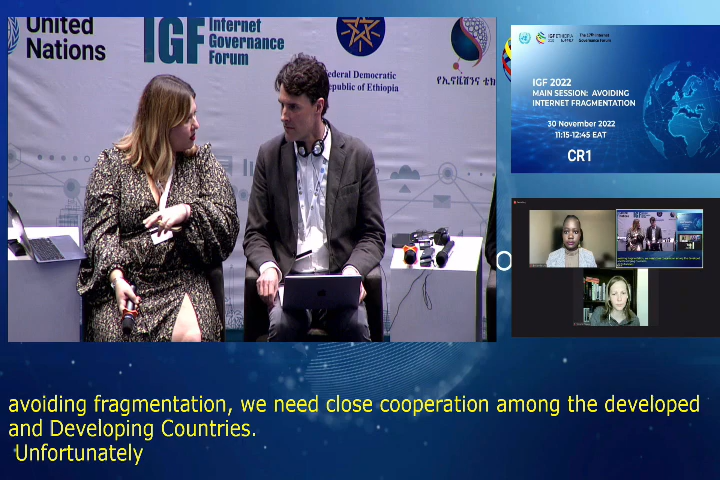 United
Nations
IGF
Internet
Governance
Forum
Federal Democratic
Republic of Ethiopia
የኢኖቬሽንና ቴክ
IGF 2022
MAIN SESSION: AVOIDING
INTERNET FRAGMENTATION
30 November 2022
11:15-12:45 EAT
CR1
avoiding fragmentation, we need close cooperation among the developed
and Developing Countries.
Unfortunately